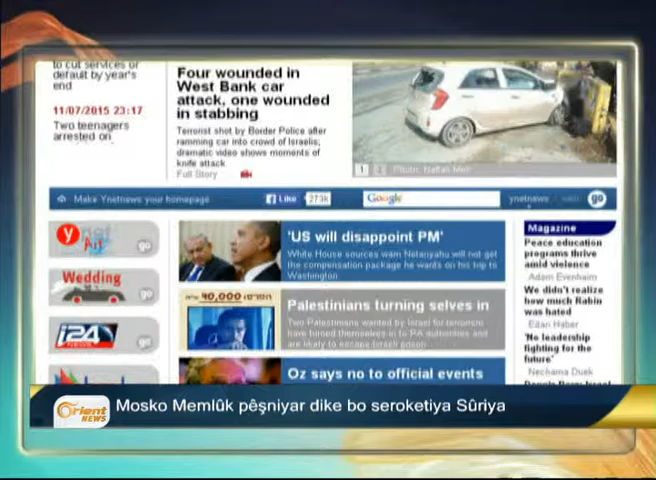 to cut services or
default by year's
end
11/07/2015 23:17
Two teenagers
arrested on
Four wounded in
West Bank car
attack, one wounded
in stabbing
Terrorist shot by Border Police after
ramming car into crowd of Israelis;
dramatic video shows moments of
knife attack
Full Story
1 2 Photo: Naftali
Make Ynetnews your homepage
Like 273k
Google
ynetnews
go
ynet
Art
go
Wedding
go
i24
NEWS
go
'US will disappoint PM'
White House sources warn Netanyahu will not get
the compensation package he wants on his trip to
Washington
40,000
Palestinians turning selves in
Two Palestinians wanted by Israel for terrorism
have turned themselves in to PA authorities and
are likely to escape Israeli prison
Oz says no to official events
Magazine
Peace education
programs thrive
amid violence
Adam Evenhaim
We didn't realize
how much Rabin
was hated
Eitan Haber
'No leadership
fighting for the
future'
Nechama Duek
Orient
NEWS
Mosko Memlûk pêşniyar dike bo seroketiya Sûriya